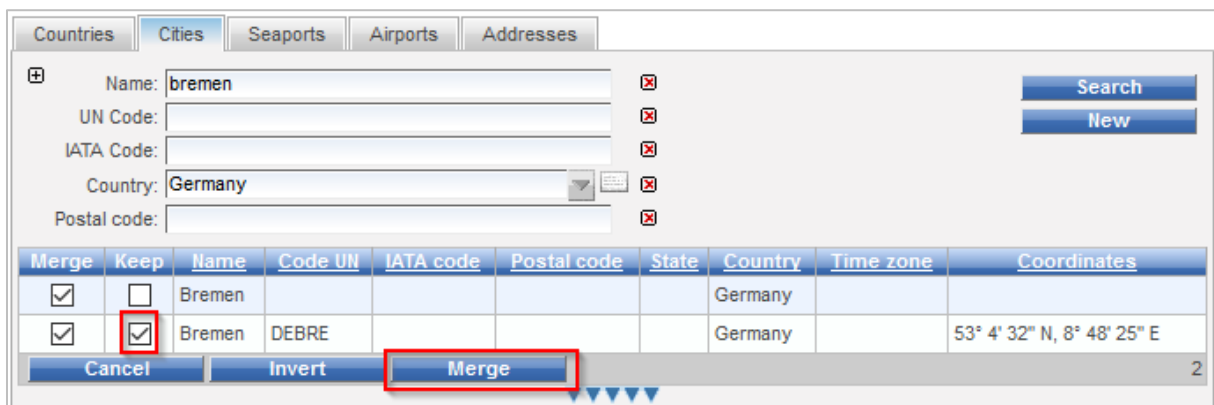 Countries Cities Seaports Airports Addresses
Name: bremen
Search
UN Code:
New
IATA Code:
Country: Germany
Postal code:
Merge Keep Name Code UN IATA code Postal code State Country Time zone Coordinates
Bremen Germany
Bremen DEBRE Germany 53° 4' 32" N, 8° 48' 25" E
Cancel Invert Merge 2